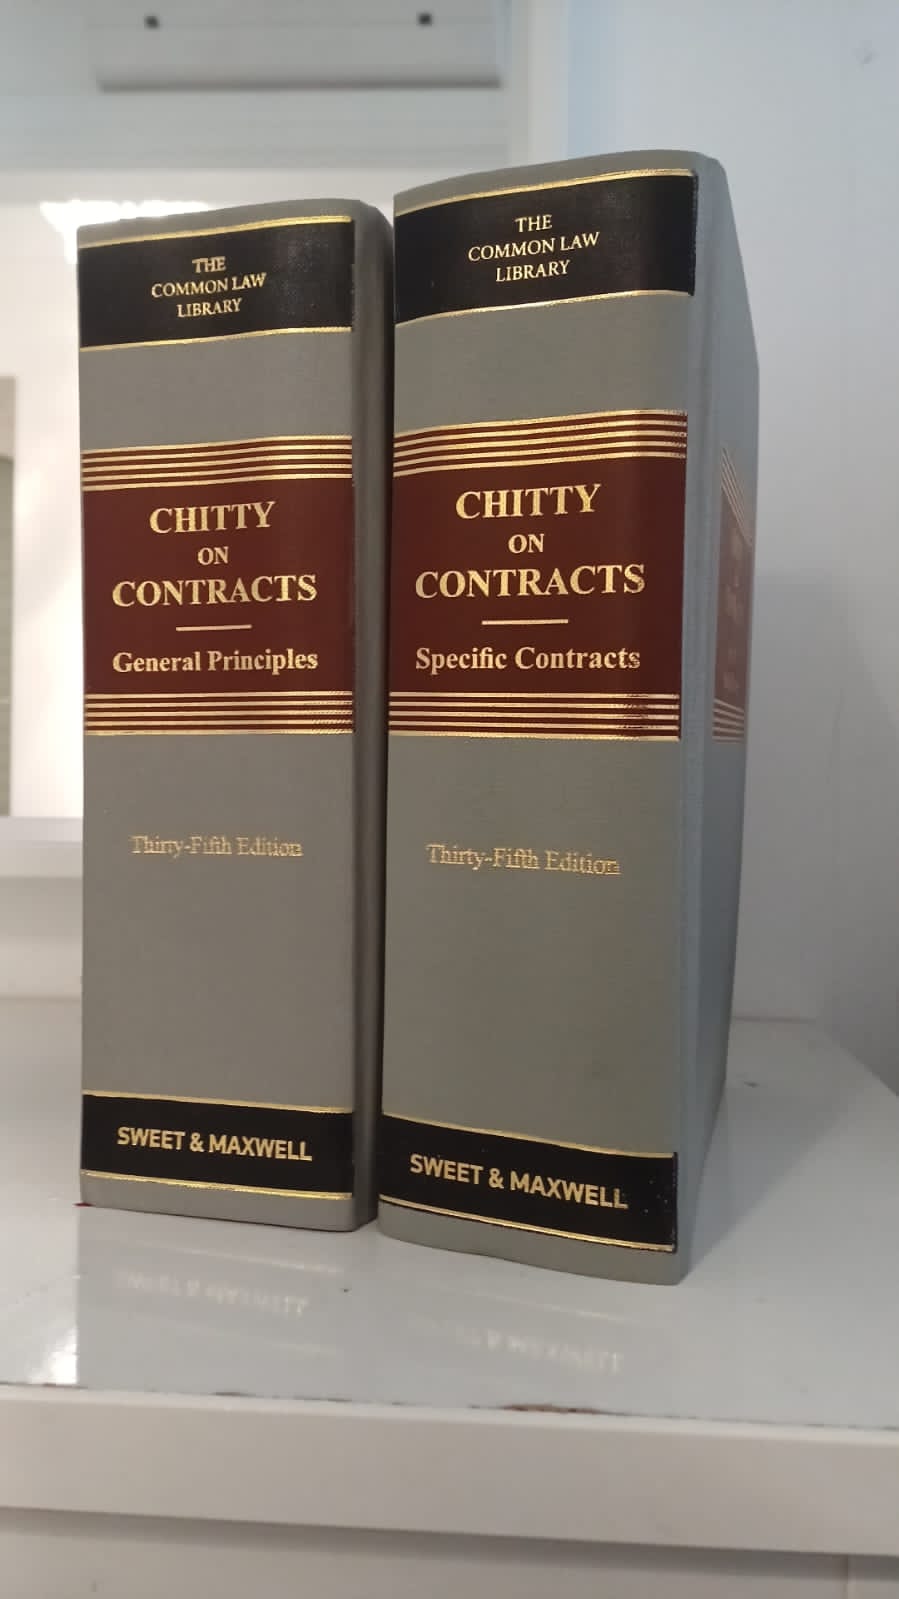 THE
COMMON LAW
LIBRARY
CHITTY
ON
CONTRACTS
General Principles
Thirty-Fifth Edition
SWEET & MAXWELL
THE
COMMON LAW
LIBRARY
CHITTY
ON
CONTRACTS
Specific Contracts
Thirty-Fifth Edition
SWEET & MAXWELL